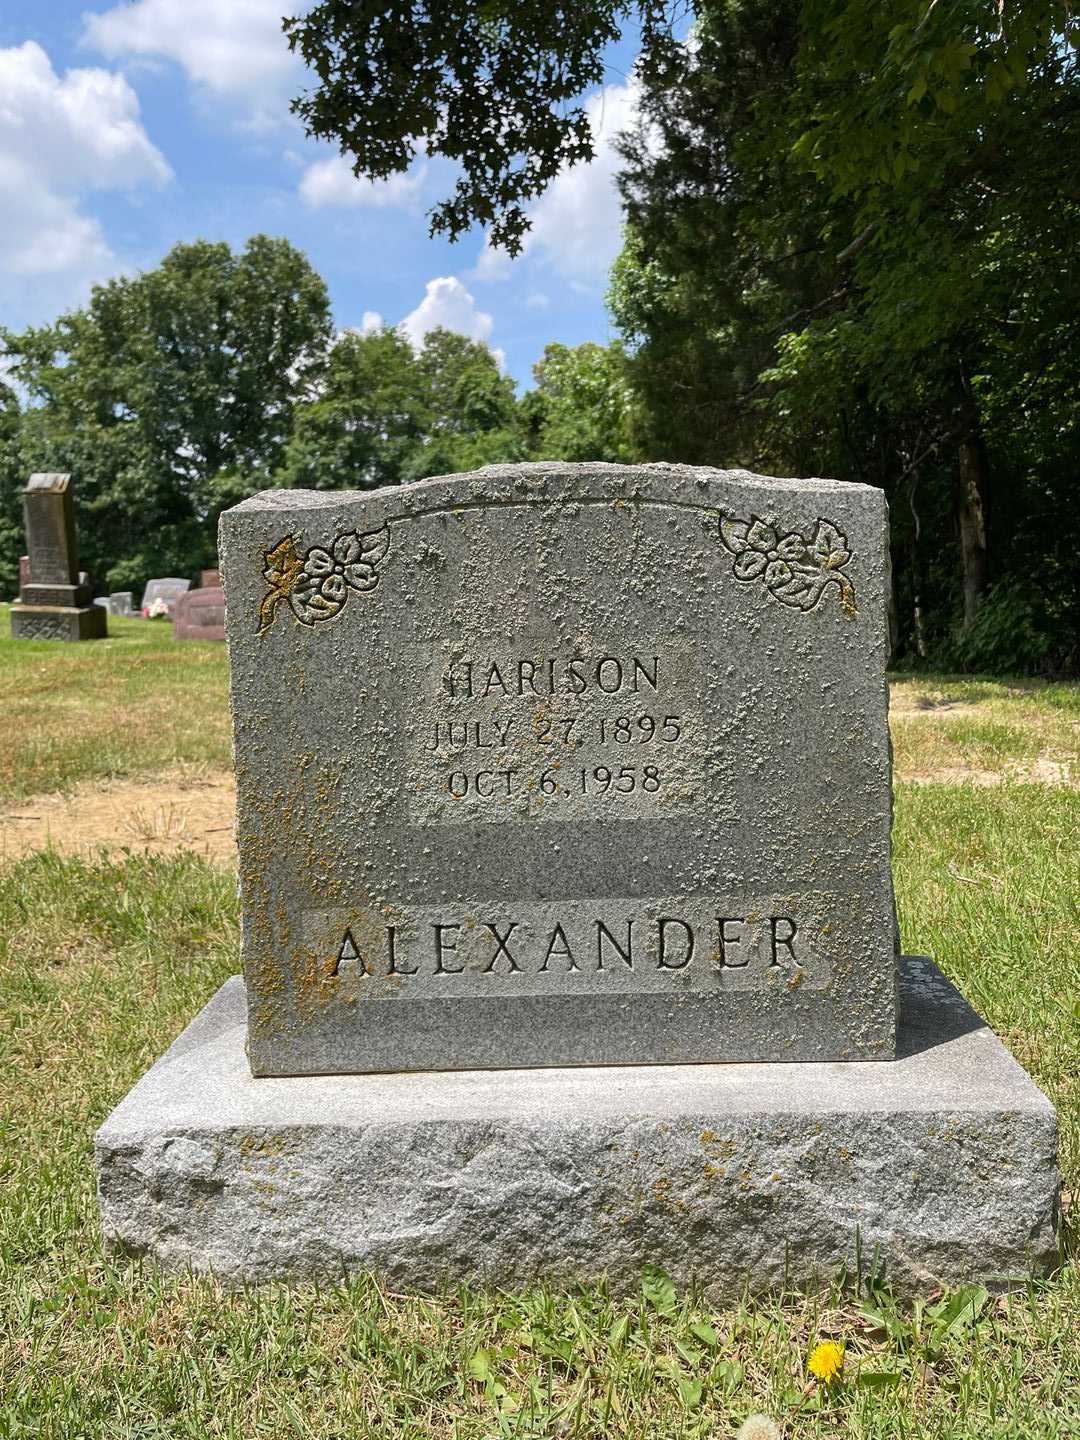 HARISON
JULY 27, 1895
OCT. 6, 1958
ALEXANDER